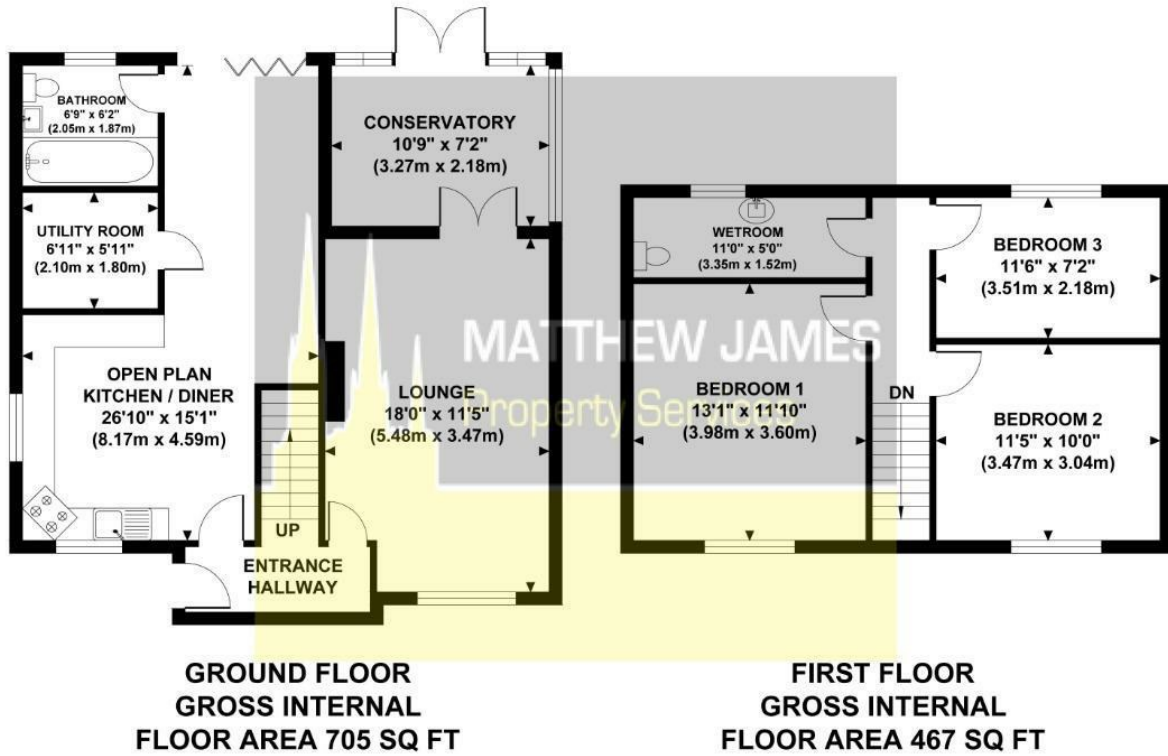 BATHROOM
6'9" x 6'2"
(2.05m x 1.87m)
CONSERVATORY
10'9" x 7'2"
(3.27m x 2.18m)
UTILITY ROOM
6'11" x 5'11"
(2.10m x 1.80m)
OPEN PLAN
KITCHEN / DINER
26'10" x 15'1"
(8.17m x 4.59m)
LOUNGE
18'0" x 11'5"
(5.48m x 3.47m)
UP
ENTRANCE
HALLWAY
WETROOM
11'0" x 5'0"
(3.35m x 1.52m)
BEDROOM 3
11'6" x 7'2"
(3.51m x 2.18m)
MATTHEW JAMES
Property Services
BEDROOM 1
13'1" x 11'10"
(3.98m x 3.60m)
DN
BEDROOM 2
11'5" x 10'0"
(3.47m x 3.04m)
GROUND FLOOR
GROSS INTERNAL
FLOOR AREA 705 SQ FT
FIRST FLOOR
GROSS INTERNAL
FLOOR AREA 467 SQ FT